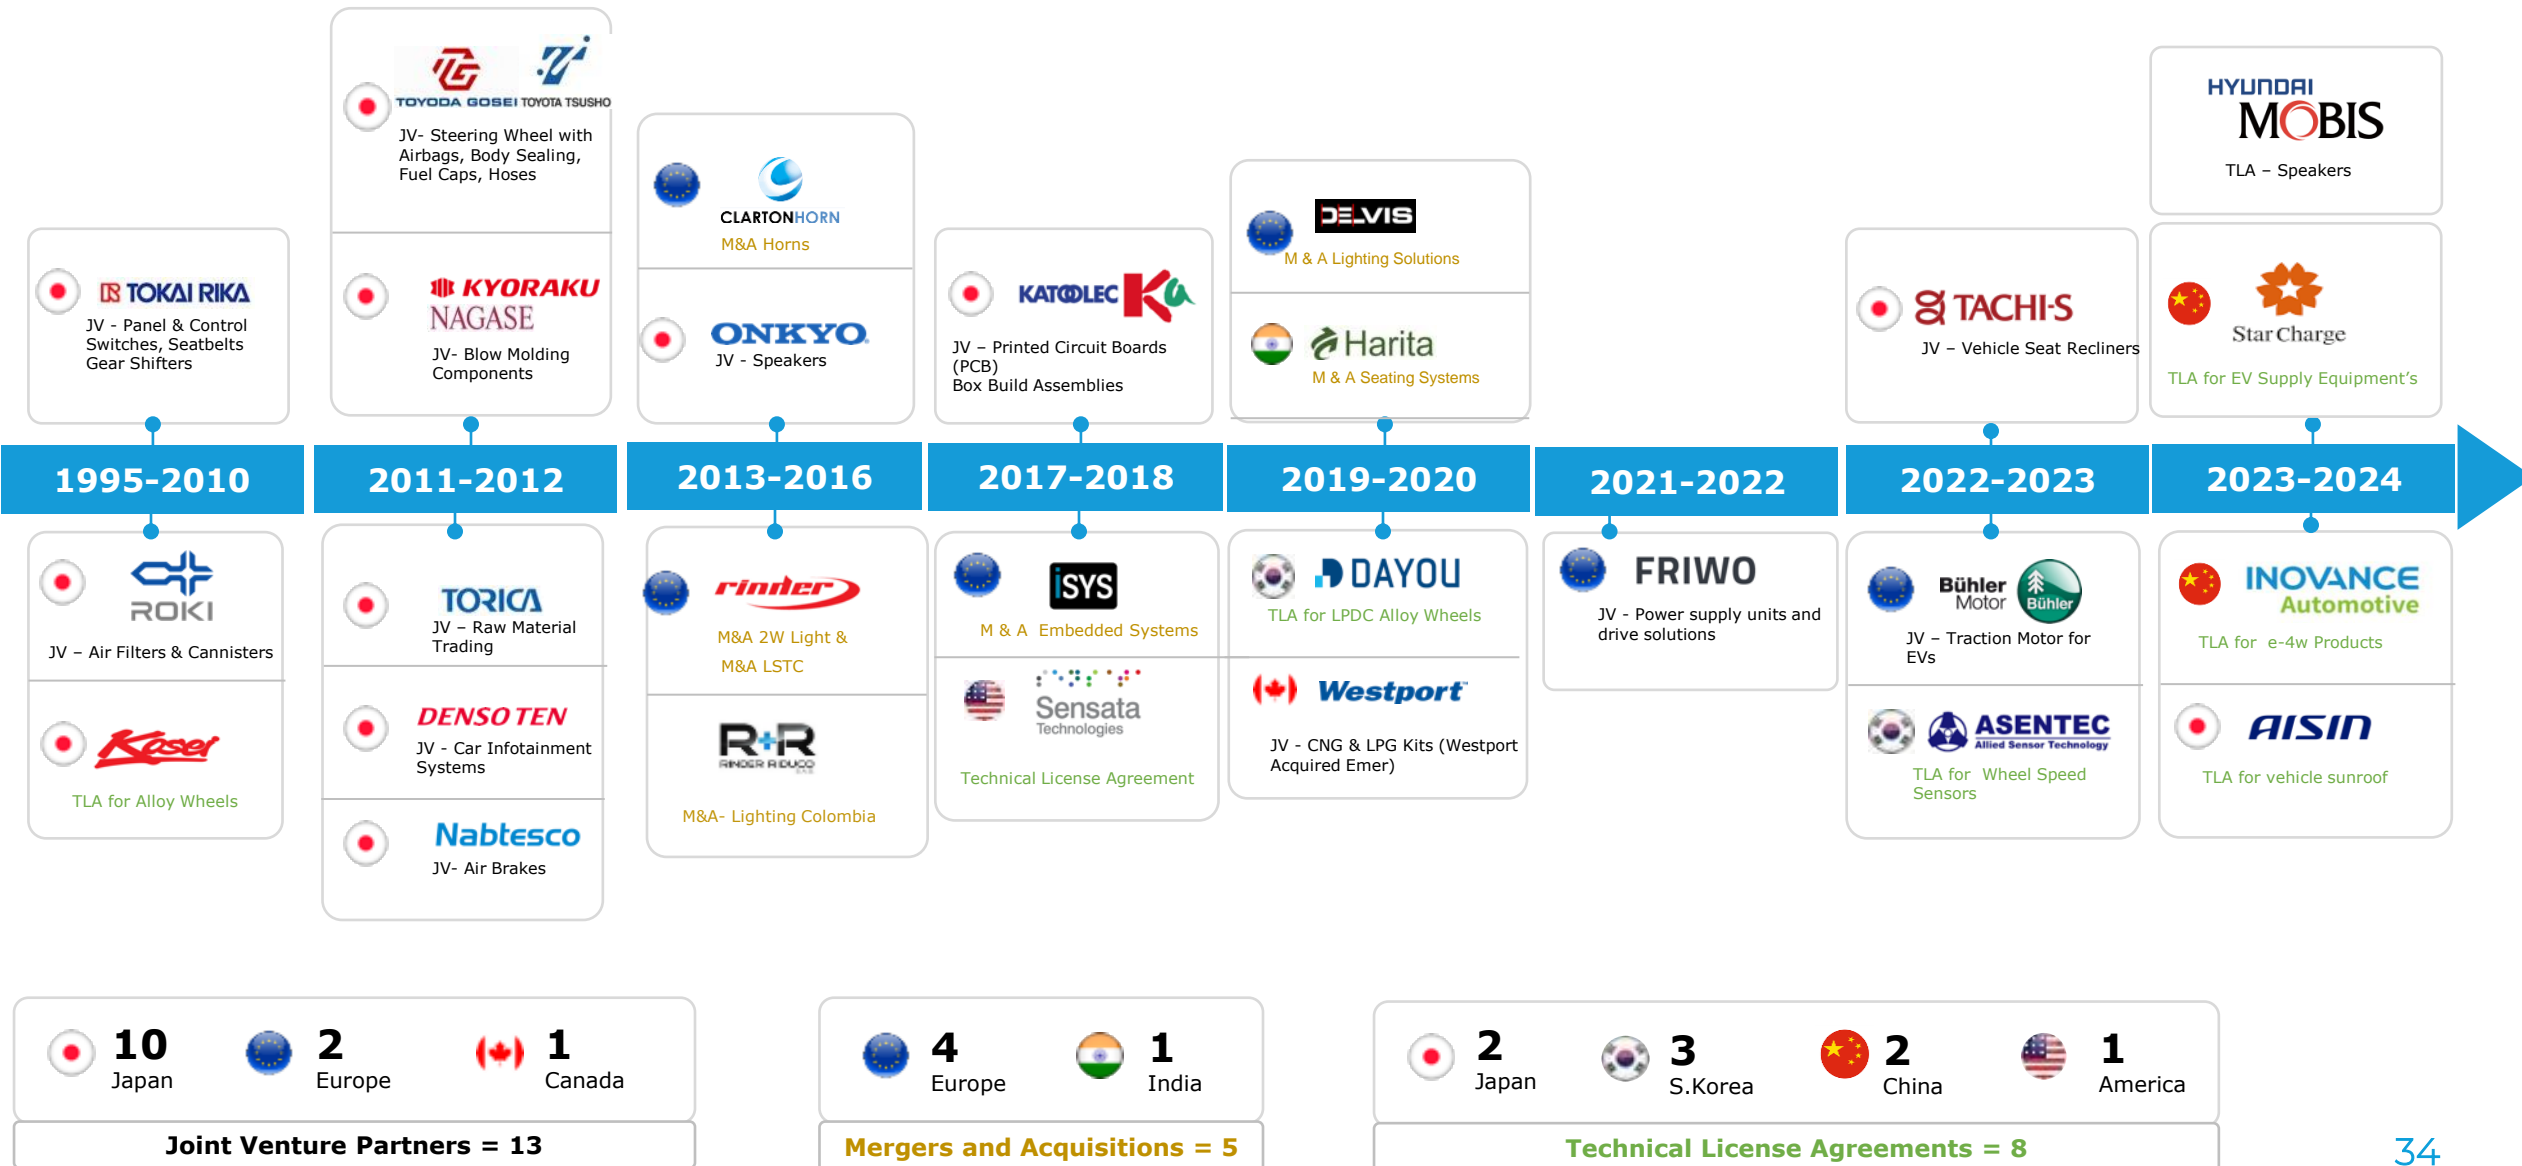 TOYODA GOSEI TOYOTA TSUSHO
JV- Steering Wheel with
Airbags, Body Sealing,
Fuel Caps, Hoses
HYUNDAI
MOBIS
TLA – Speakers
CLARTONHORN
M&A Horns
DELVIS
M & A Lighting Solutions
TOKAI RIKA
JV - Panel & Control
Switches, Seatbelts
Gear Shifters
KYORAKU
NAGASE
JV- Blow Molding
Components
ONKYO
JV - Speakers
KATOLEC
JV – Printed Circuit Boards
(PCB)
Box Build Assemblies
Harita
M & A Seating Systems
TACHI-S
JV – Vehicle Seat Recliners
Star Charge
TLA for EV Supply Equipment’s
1995-2010
2011-2012
2013-2016
2017-2018
2019-2020
2021-2022
2022-2023
2023-2024
ROKI
JV – Air Filters & Cannisters
Kosei
TLA for Alloy Wheels
TORICA
JV – Raw Material
Trading
DENSO TEN
JV - Car Infotainment
Systems
Nabtesco
JV- Air Brakes
rinder
M&A 2W Light &
M&A LSTC
R+R
RINDER RIDUCO
M&A- Lighting Colombia
iSYS
M & A  Embedded Systems
Sensata
Technologies
Technical License Agreement
DAYOU
TLA for LPDC Alloy Wheels
Westport™
JV - CNG & LPG Kits (Westport
Acquired Emer)
FRIWO
JV - Power supply units and
drive solutions
Bühler
Motor
Bühler
JV – Traction Motor for
EVs
ASENTEC
Allied Sensor Technology
TLA for  Wheel Speed
Sensors
INOVANCE
Automotive
TLA for  e-4w Products
AISIN
TLA for vehicle sunroof
10
Japan
2
Europe
1
Canada
Joint Venture Partners = 13
4
Europe
1
India
Mergers and Acquisitions = 5
2
Japan
3
S.Korea
2
China
1
America
Technical License Agreements = 8
34